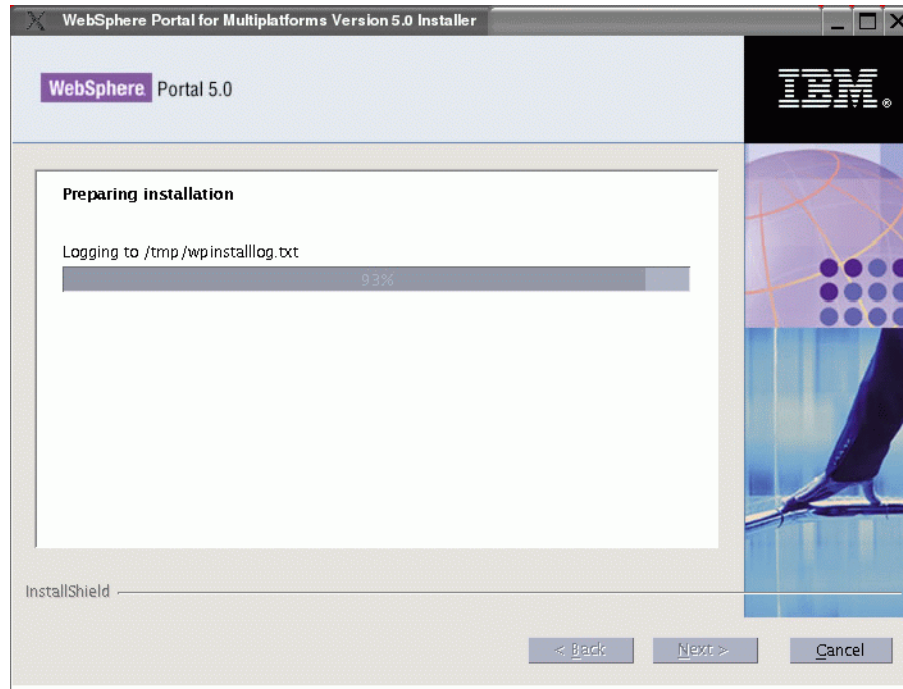 WebSphere Portal for Multiplatforms Version 5.0 Installer
WebSphere. Portal 5.0
IBM®
Preparing installation
Logging to /tmp/wpinstalllog.txt
93%
InstallShield
< Back Next > Cancel